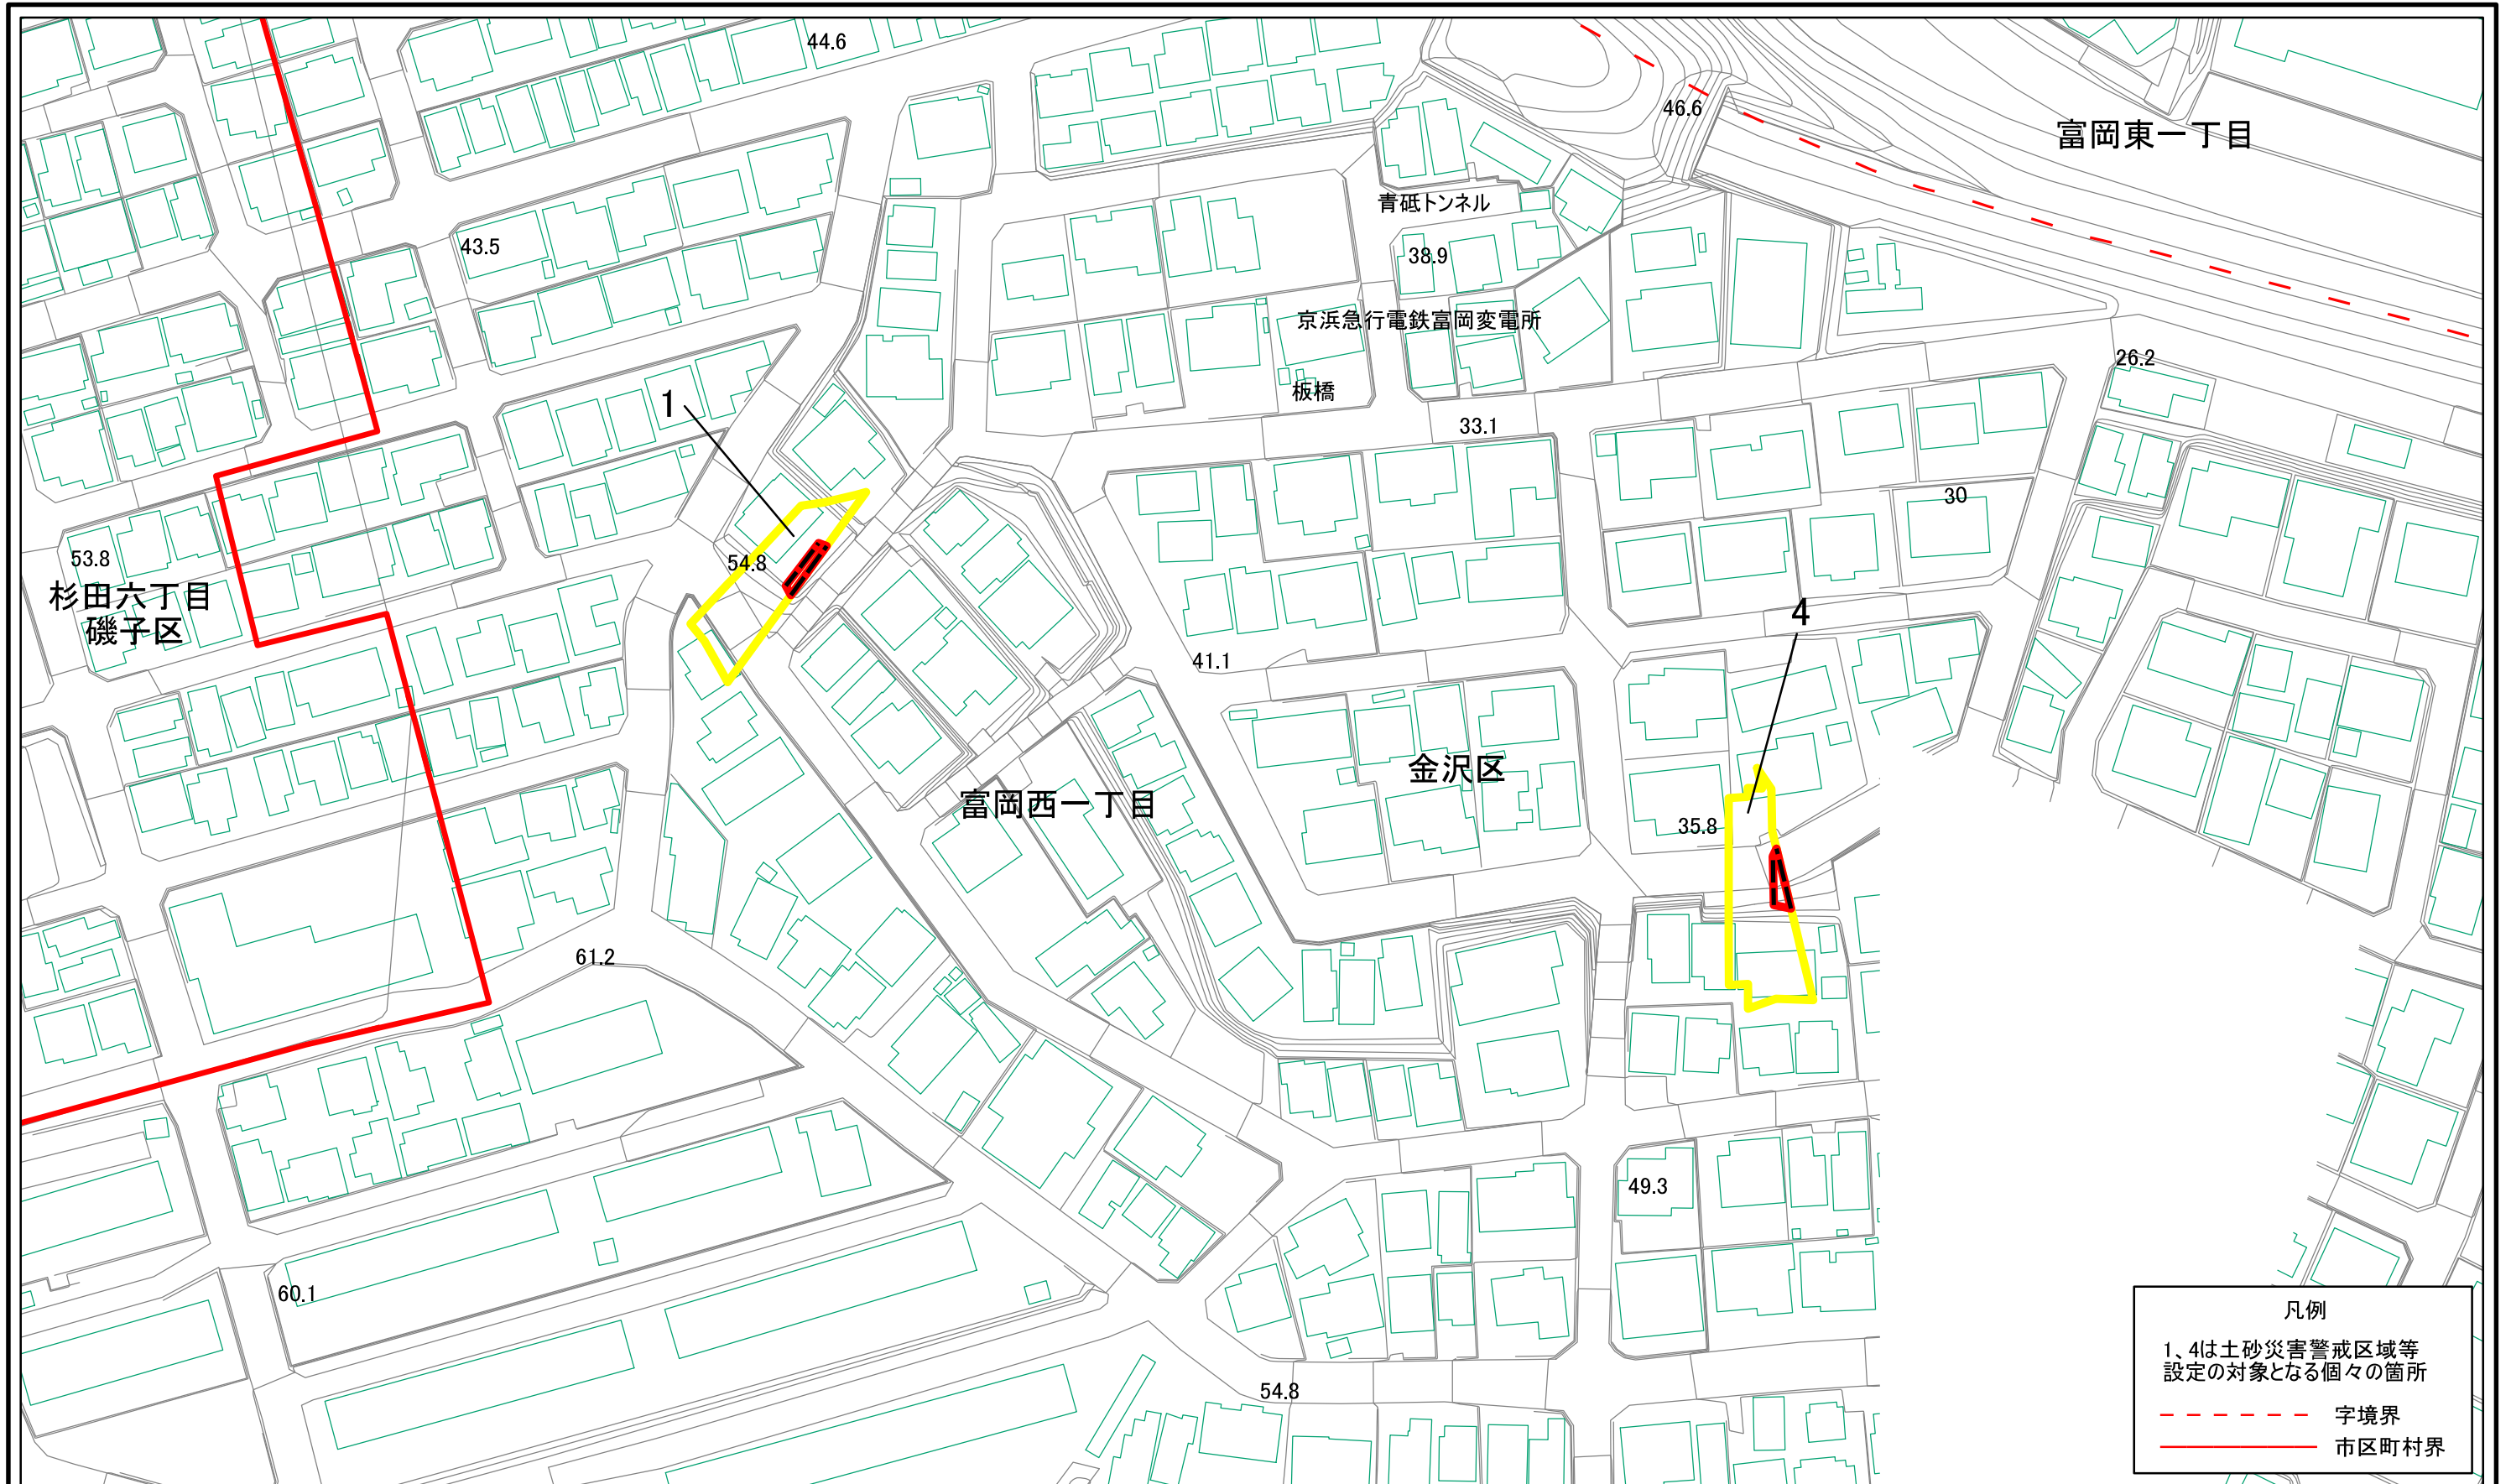 44.6
46.6
富岡東一丁目
青砥トンネル
43.5
38.9
京浜急行電鉄富岡変電所
26.2
板橋
1
33.1
30
53.8
54.8
杉田六丁目
磯子区
4
41.1
金沢区
富岡西一丁目
35.8
61.2
49.3
60.1
54.8
凡例
1、4は土砂災害警戒区域等
設定の対象となる個々の箇所
字境界
市区町村界